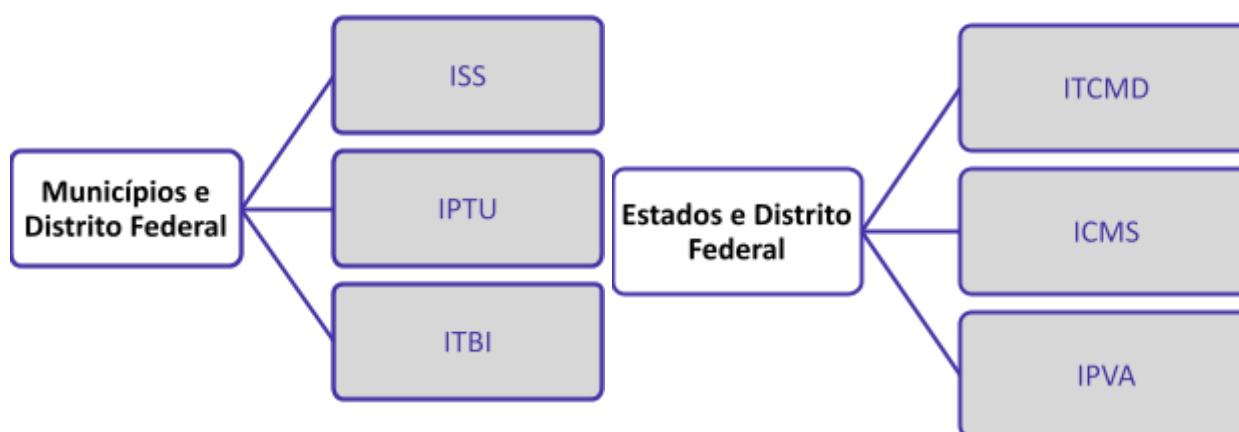 Municípios e
Distrito Federal
ISS
IPTU
ITBI
Estados e Distrito
Federal
ITCMD
ICMS
IPVA